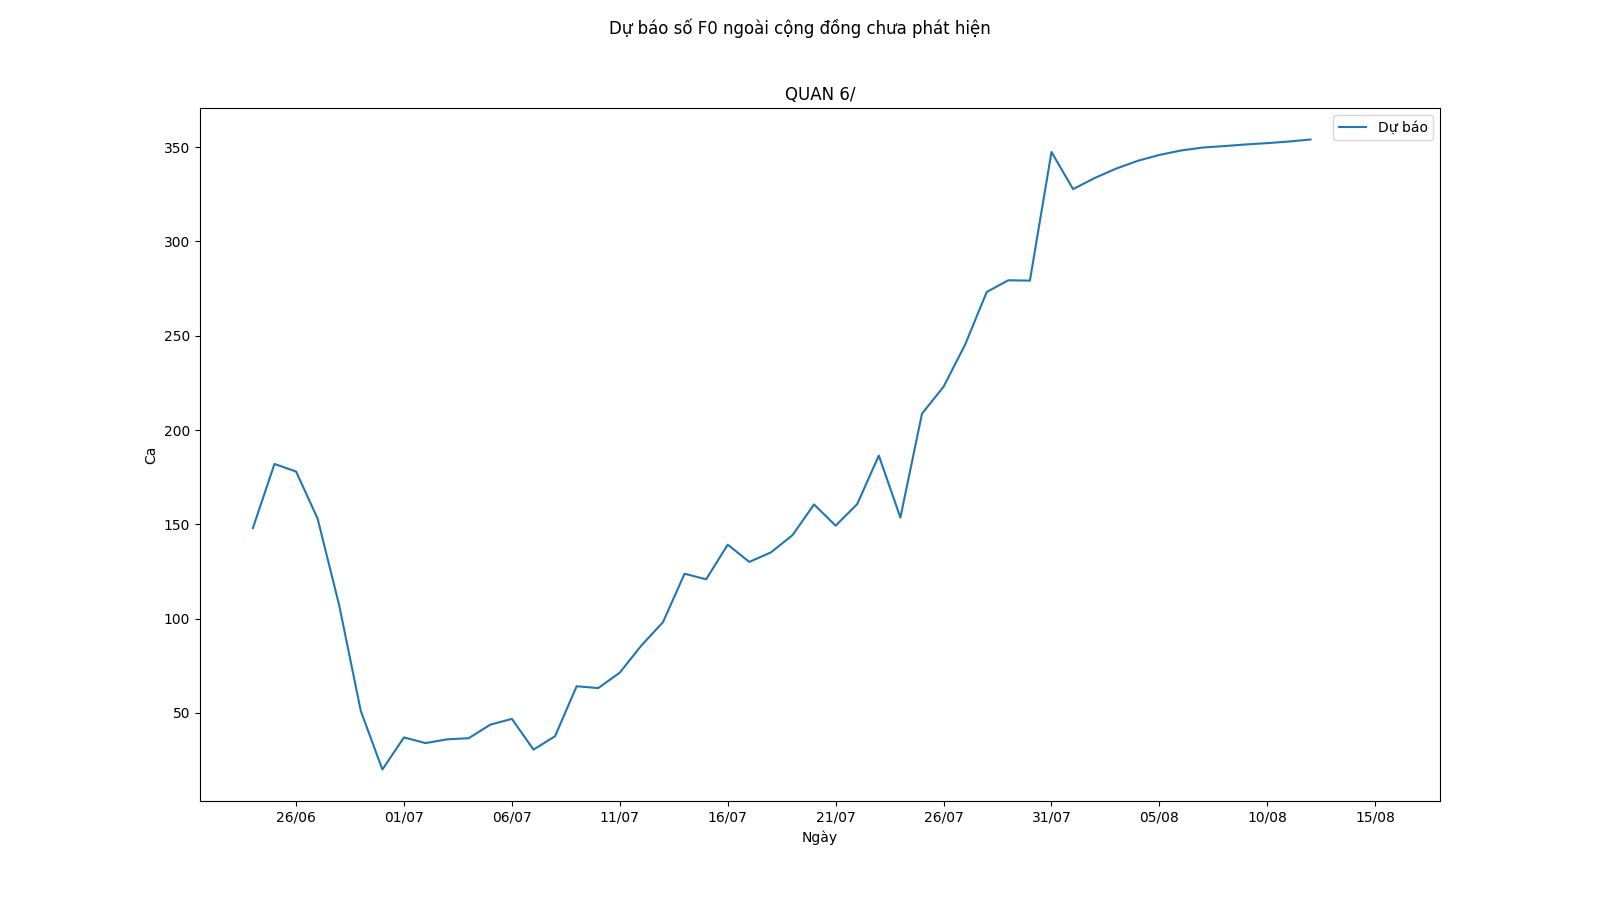 Dự báo số F0 ngoài cộng đồng chưa phát hiện
QUAN 6/
Dự báo
350
300
250
200
150
100
50
Ca
26/06 01/07 06/07 11/07 16/07 21/07 26/07 31/07 05/08 10/08 15/08
Ngày